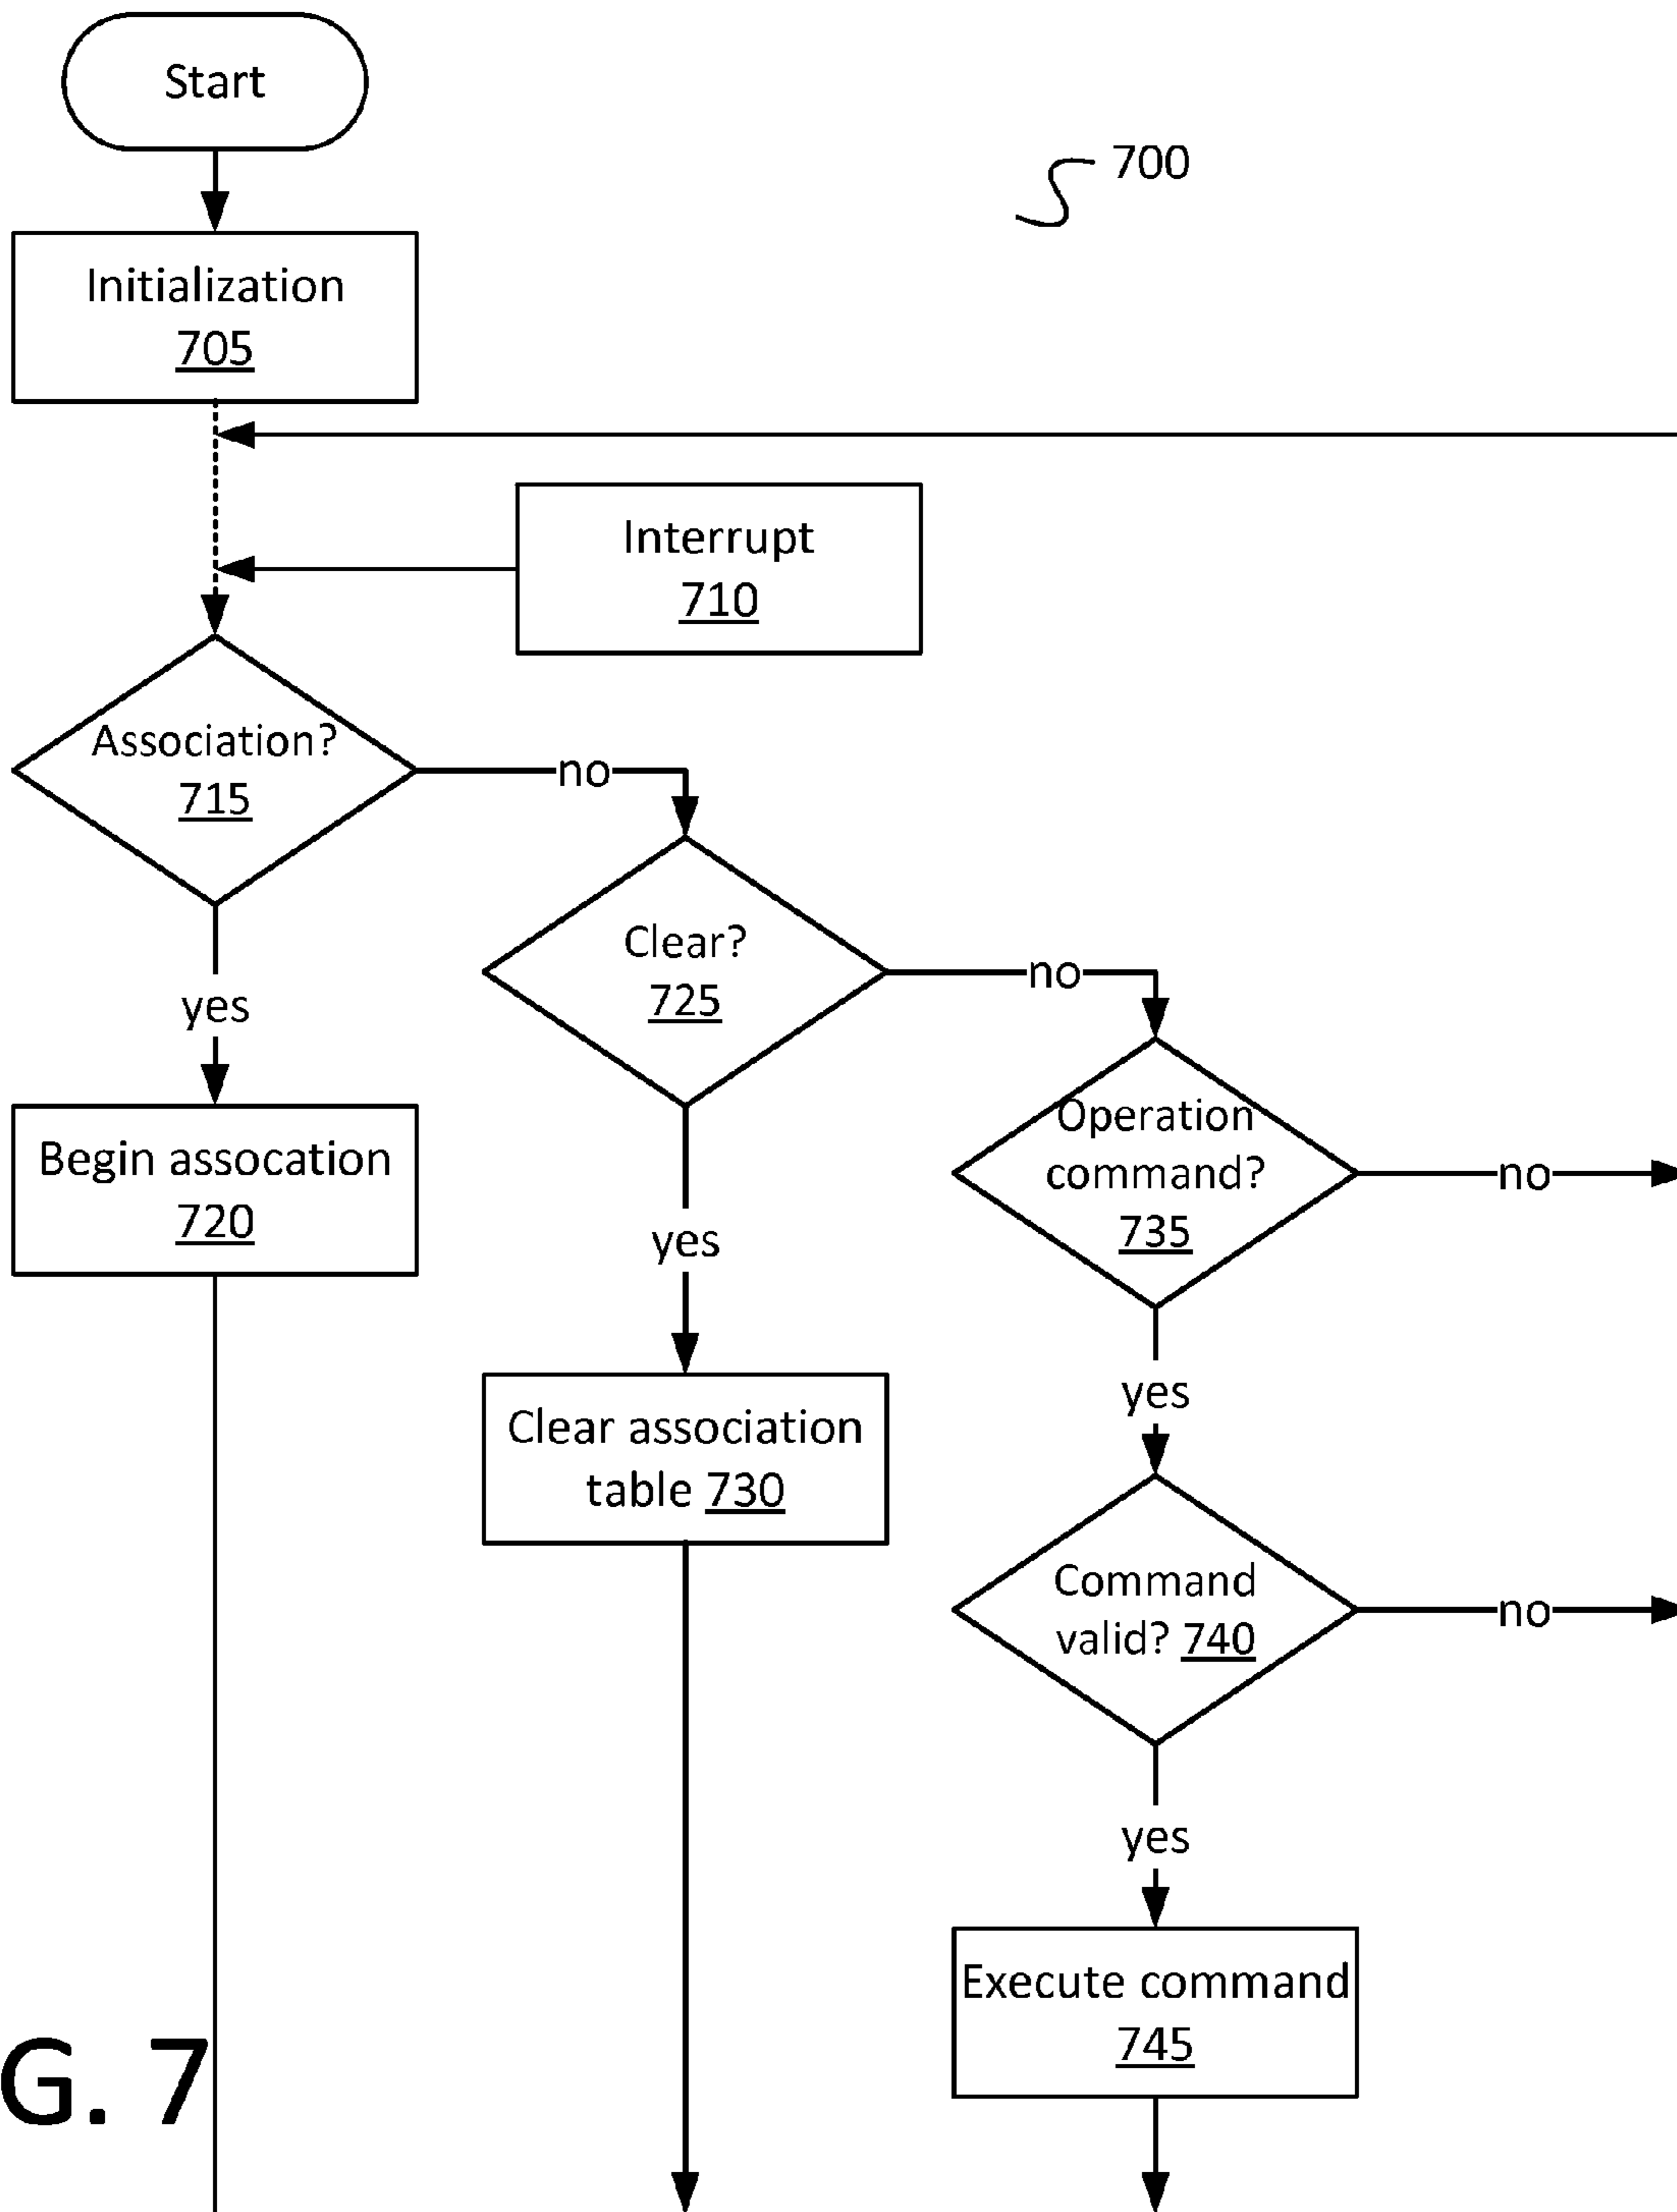 Start
700
Initialization
705
Interrupt
710
Association?
715
no
Clear?
725
no
yes
Begin assocation
720
Operation
command?
735
no
yes
yes
Clear association
table 730
Command
valid? 740
no
yes
Execute command
745
G. 7